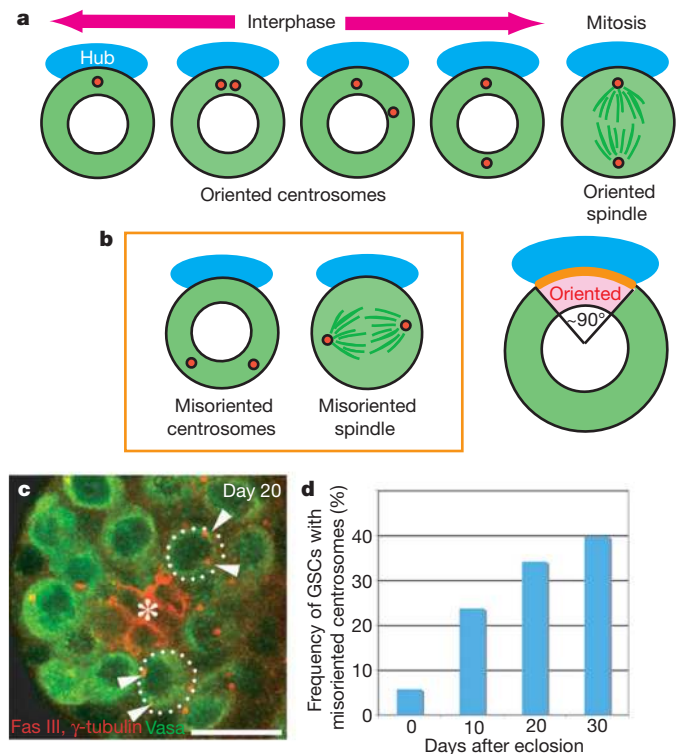 a
Interphase
Mitosis
Hub
Oriented centrosomes
Oriented
spindle
b
Misoriented
centrosomes
Misoriented
spindle
Oriented
~90°
c
Day 20
*
Fas III, γ-tubulin Vasa
d
Frequency of GSCs with
misoriented centrosomes (%)
40
30
20
10
0
0 10 20 30
Days after eclosion